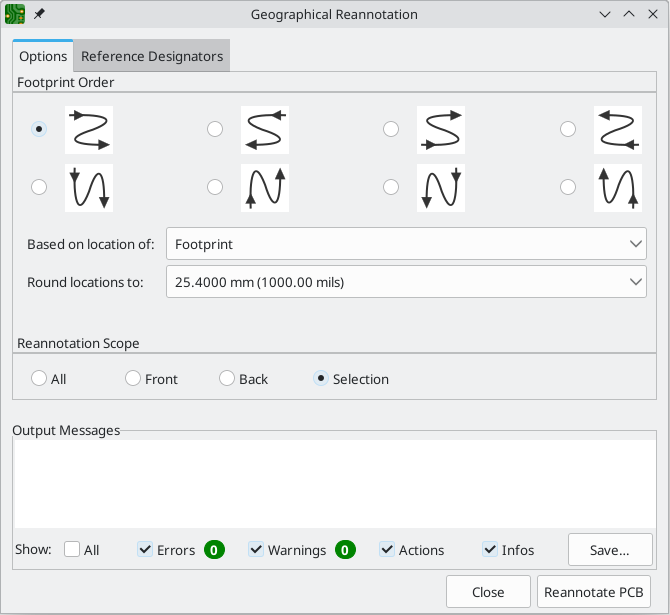 Geographical Reannotation
Options
Reference Designators
Footprint Order
Based on location of:
Footprint
Round locations to:
25.4000 mm (1000.00 mils)
Reannotation Scope
All
Front
Back
Selection
Output Messages
Show:
All
Errors
0
Warnings
0
Actions
Infos
Save...
Close
Reannotate PCB